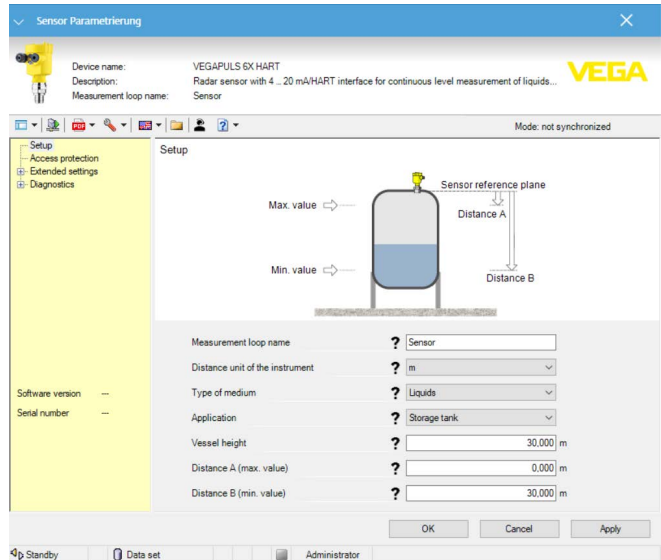 Sensor Parametrierung
Device name: VEGAPULS 6X HART
Description: Radar sensor with 4 .. 20 mA/HART interface for continuous level measurement of liquids...
Measurement loop name: Sensor
VEGA
PDF
Mode: not synchronized
Setup
Access protection
Extended settings
Diagnostics
Software version ---
Serial number ---
Setup
Sensor reference plane
Max. value
Distance A
Min. value
Distance B
Measurement loop name ? Sensor
Distance unit of the instrument ? m
Type of medium ? Liquids
Application ? Storage tank
Vessel height ? 30,000 m
Distance A (max. value) ? 0,000 m
Distance B (min. value) ? 30,000 m
OK Cancel Apply
Standby Data set Administrator